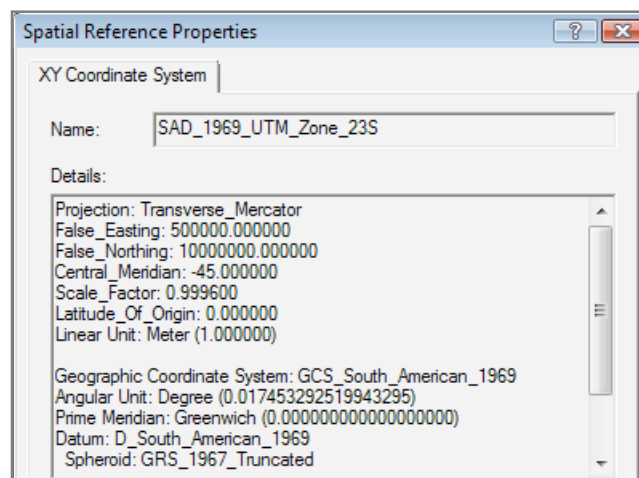 Spatial Reference Properties
XY Coordinate System
Name: SAD_1969_UTM_Zone_23S
Details:
Projection: Transverse_Mercator
False_Easting: 500000.000000
False_Northing: 10000000.000000
Central_Meridian: -45.000000
Scale_Factor: 0.999600
Latitude_Of_Origin: 0.000000
Linear Unit: Meter (1.000000)
Geographic Coordinate System: GCS_South_American_1969
Angular Unit: Degree (0.017453292519943295)
Prime Meridian: Greenwich (0.000000000000000000)
Datum: D_South_American_1969
Spheroid: GRS_1967_Truncated